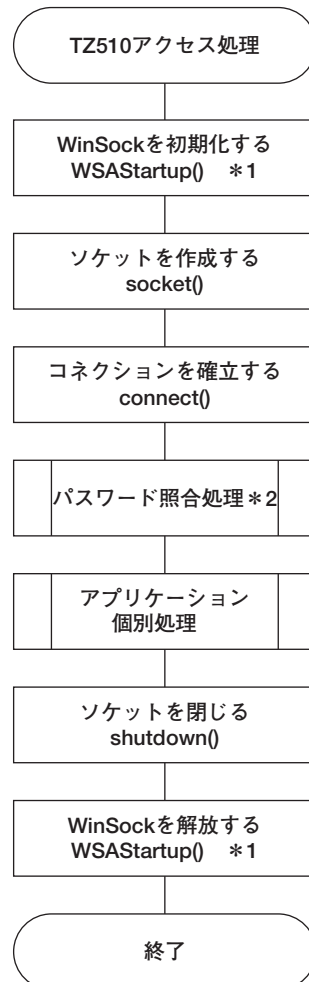 TZ510アクセス処理
WinSockを初期化する
WSAStartup() ＊1
ソケットを作成する
socket()
コネクションを確立する
connect()
パスワード照合処理＊2
アプリケーション
個別処理
ソケットを閉じる
shutdown()
WinSockを解放する
WSAStartup() ＊1
終了